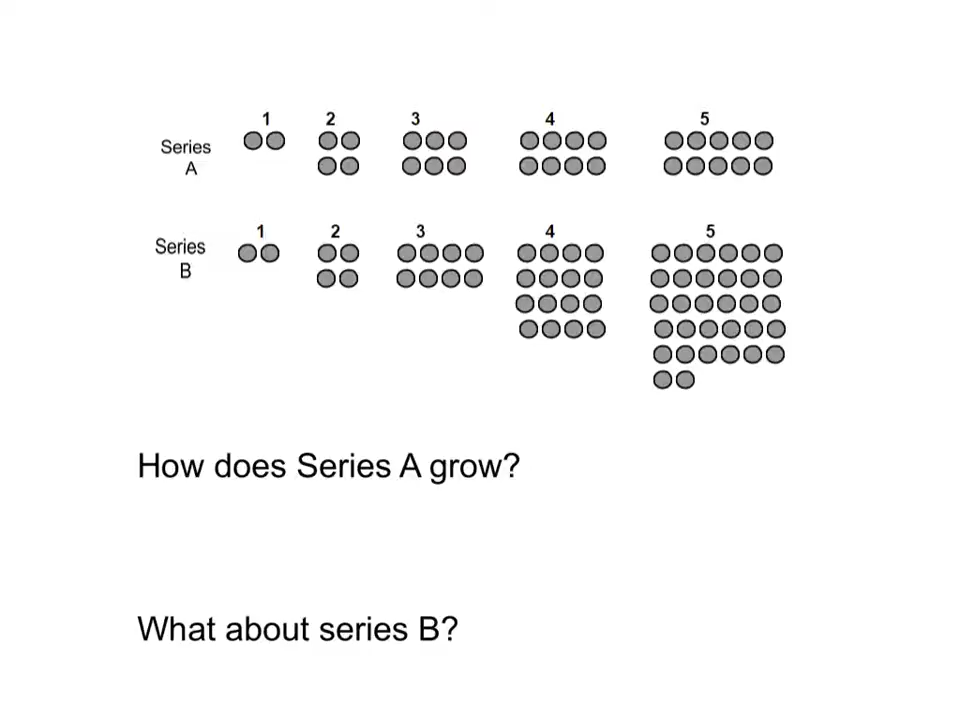 1 2 3 4 5
Series
A
1 2 3 4 5
Series
B
How does Series A grow?
What about series B?